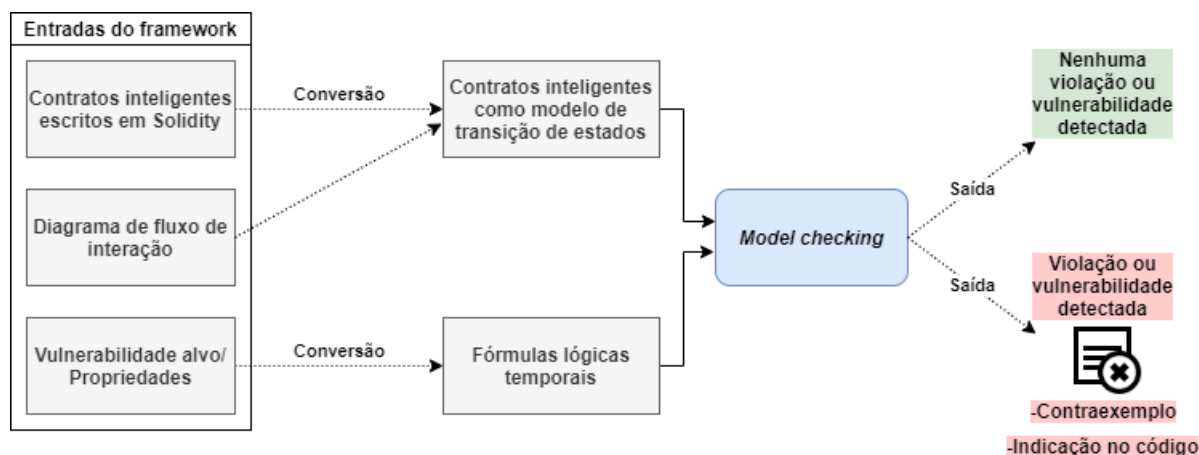 Entradas do framework
Contratos inteligentes
escritos em Solidity
Diagrama de fluxo de
interação
Vulnerabilidade alvo/
Propriedades
Conversão
Conversão
Contratos inteligentes
como modelo de
transição de estados
Fórmulas lógicas
temporais
Model checking
Saída
Saída
Nenhuma
violação ou
vulnerabilidade
detectada
Violação ou
vulnerabilidade
detectada
-Contraexemplo
-Indicação no código